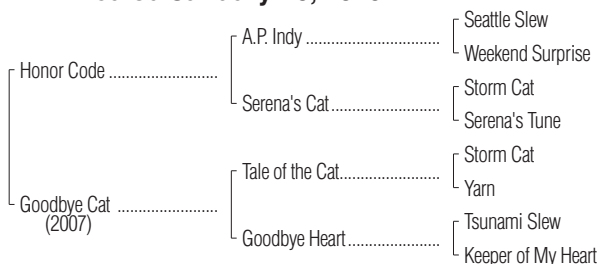 Seattle Slew
A.P. Indy
Weekend Surprise
Honor Code
Storm Cat
Serena's Cat
Serena's Tune
Storm Cat
Tale of the Cat
Yarn
Goodbye Cat
(2007)
Tsunami Slew
Goodbye Heart
Keeper of My Heart